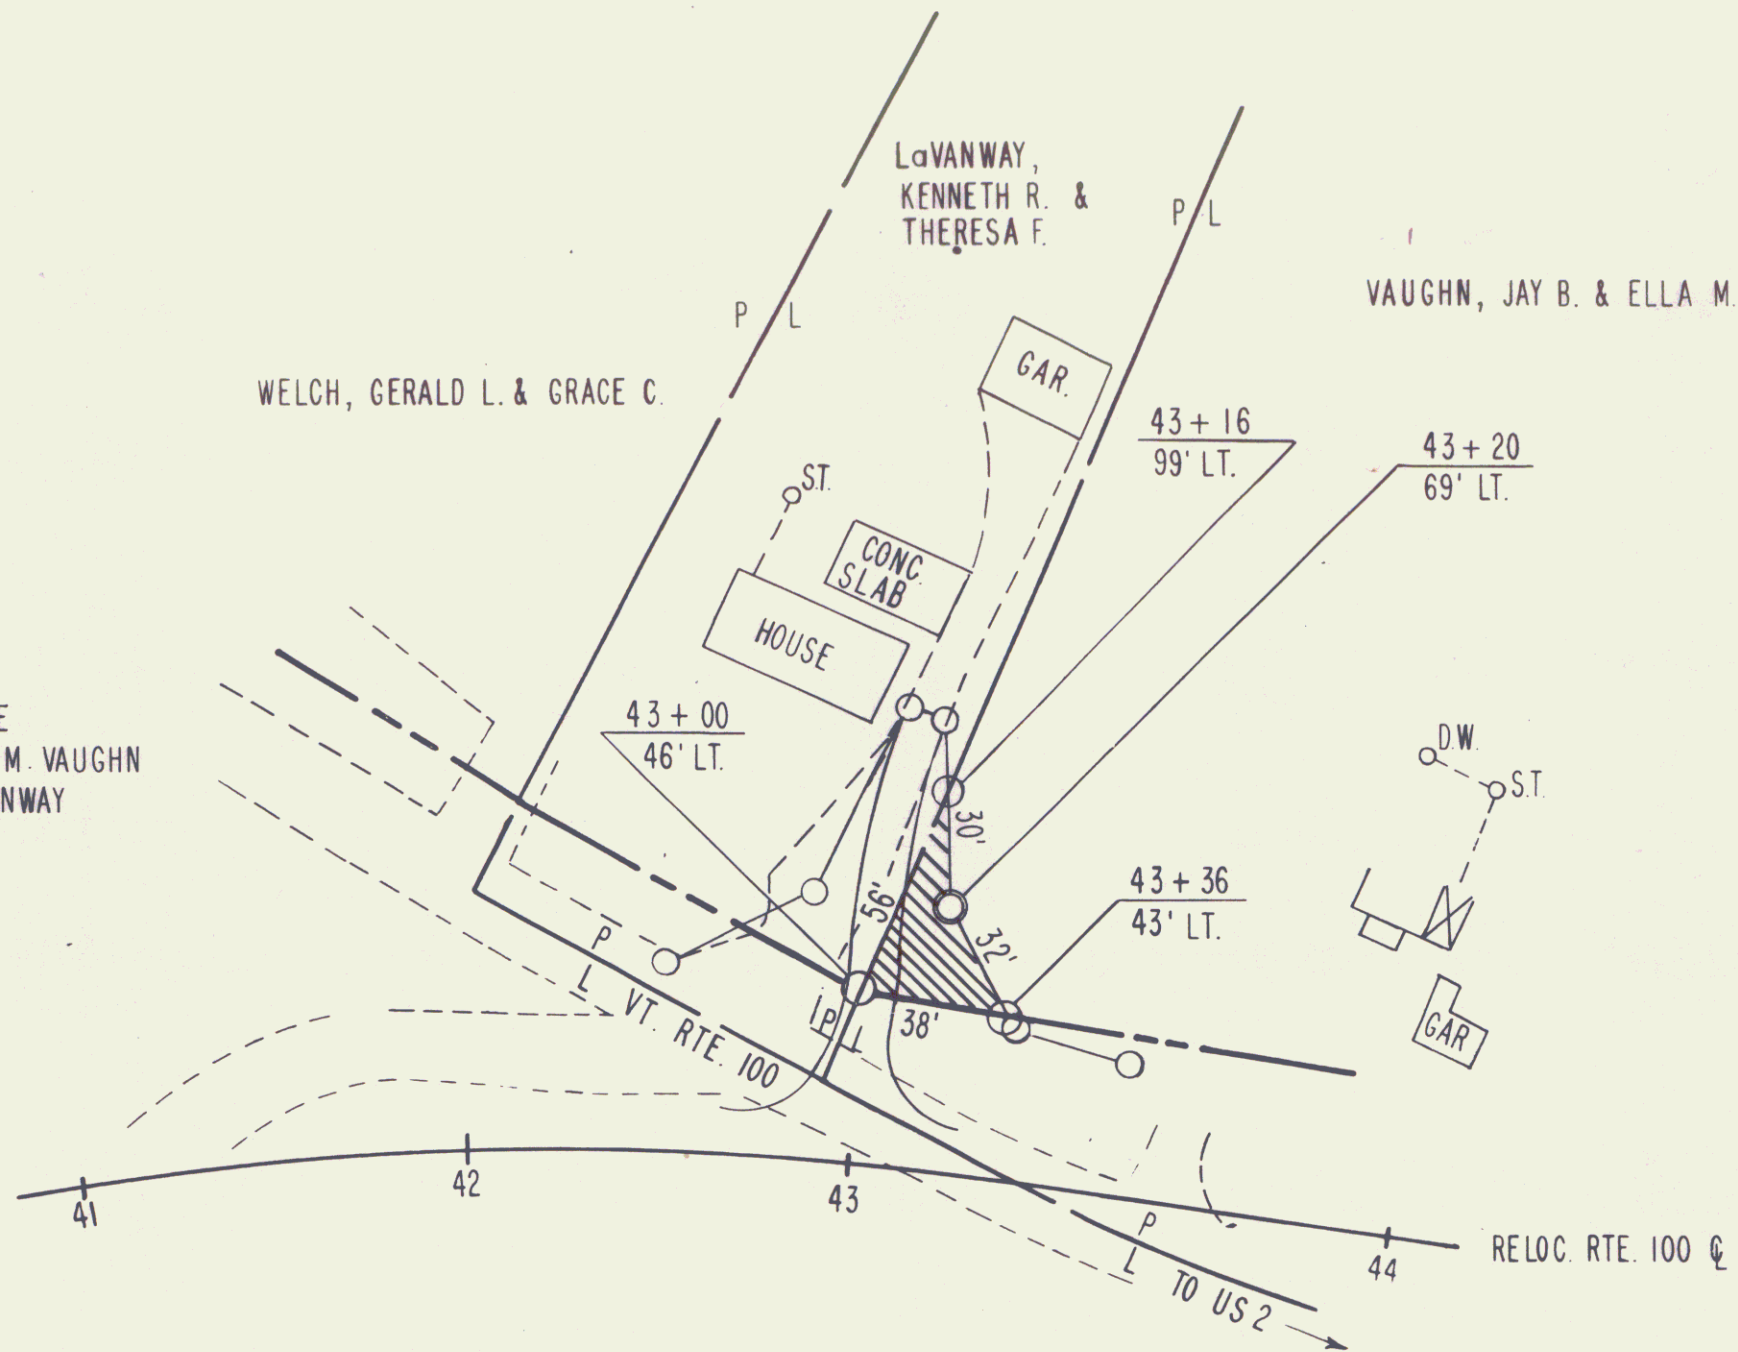 LaVANWAY,
KENNETH R. &
THERESA F.
P L
VAUGHN, JAY B. & ELLA M.
P L
WELCH, GERALD L. & GRACE C.
GAR.
43 + 16
99' LT.
43 + 20
69' LT.
S.T.
CONC.
SLAB
HOUSE
43 + 00
46' LT.
E
M. VAUGHN
NWAY
D.W.
S.T.
30'
56'
32'
43 + 36
43' LT.
P
L
VT. RTE. 100
IP
38'
GAR
41
42
43
44
RELOC. RTE. 100 ℄
P
L
TO US 2